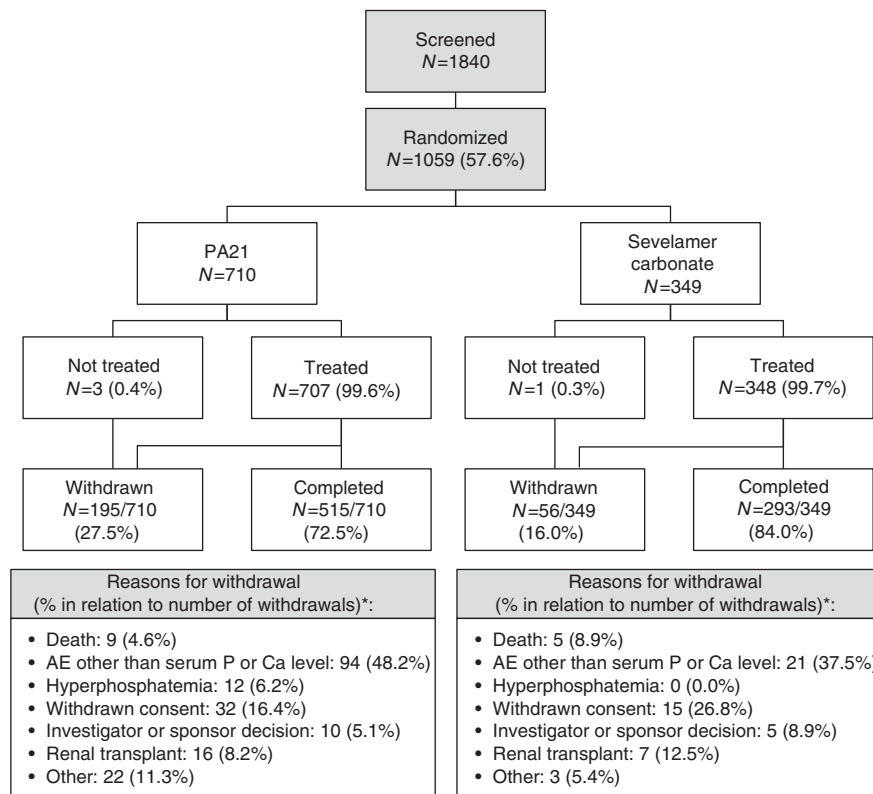 Screened
N=1840
Randomized
N=1059 (57.6%)
PA21
N=710
Sevelamer
carbonate
N=349
Not treated
N=3 (0.4%)
Treated
N=707 (99.6%)
Not treated
N=1 (0.3%)
Treated
N=348 (99.7%)
Withdrawn
N=195/710
(27.5%)
Completed
N=515/710
(72.5%)
Withdrawn
N=56/349
(16.0%)
Completed
N=293/349
(84.0%)
Reasons for withdrawal
(% in relation to number of withdrawals)*:
• Death: 9 (4.6%)
• AE other than serum P or Ca level: 94 (48.2%)
• Hyperphosphatemia: 12 (6.2%)
• Withdrawn consent: 32 (16.4%)
• Investigator or sponsor decision: 10 (5.1%)
• Renal transplant: 16 (8.2%)
• Other: 22 (11.3%)
Reasons for withdrawal
(% in relation to number of withdrawals)*:
• Death: 5 (8.9%)
• AE other than serum P or Ca level: 21 (37.5%)
• Hyperphosphatemia: 0 (0.0%)
• Withdrawn consent: 15 (26.8%)
• Investigator or sponsor decision: 5 (8.9%)
• Renal transplant: 7 (12.5%)
• Other: 3 (5.4%)